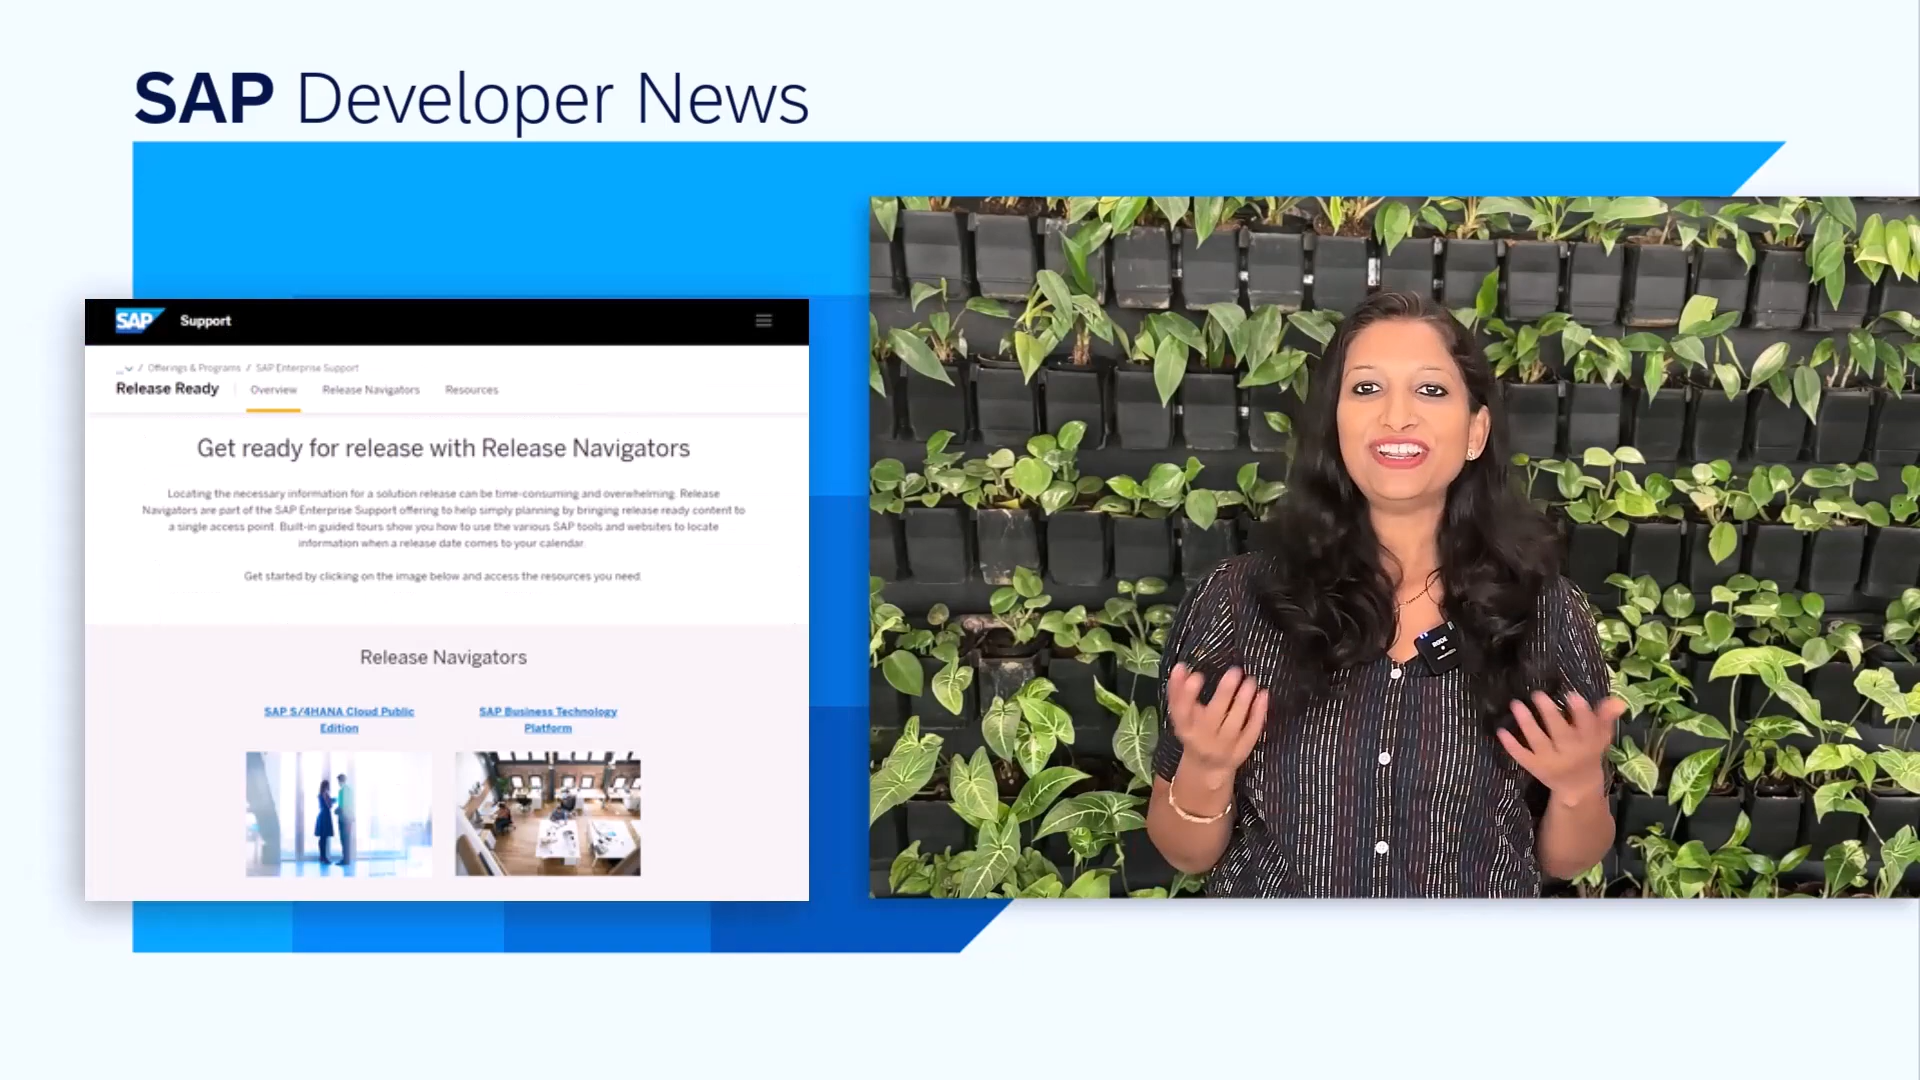 SAP Developer News
SAP Support
/ Offerings & Programs / SAP Enterprise Support
Release Ready Overview Release Navigators Resources
Get ready for release with Release Navigators
Locating the necessary information for a solution release can be time-consuming and overwhelming. Release
Navigators are part of the SAP Enterprise Support offering to help simply planning by bringing release ready content to
a single access point. Built-in guided tours show you how to use the various SAP tools and websites to locate
information when a release date comes to your calendar.
Get started by clicking on the image below and access the resources you need.
Release Navigators
SAP S/4HANA Cloud Public
Edition
SAP Business Technology
Platform
RODE